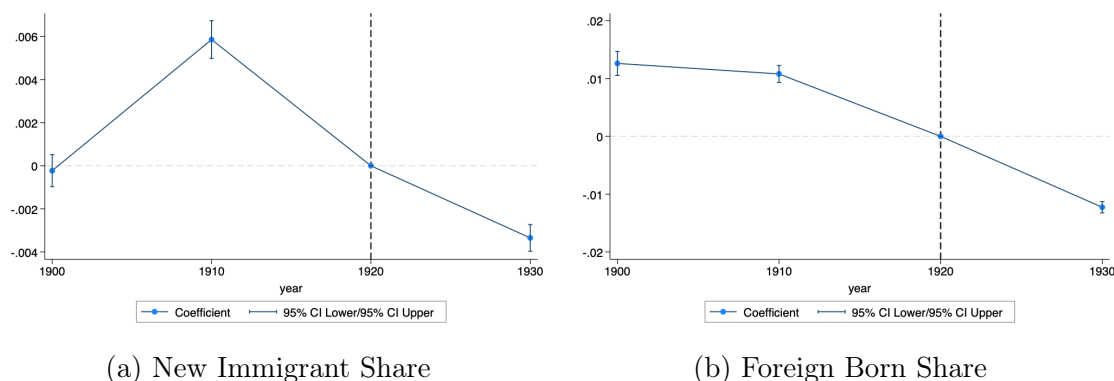 .006
.004
.002
0
-.002
-.004
1900 1910 1920 1930
year
Coefficient 95% CI Lower/95% CI Upper
(a) New Immigrant Share
.02
.01
0
-.01
-.02
1900 1910 1920 1930
year
Coefficient 95% CI Lower/95% CI Upper
(b) Foreign Born Share